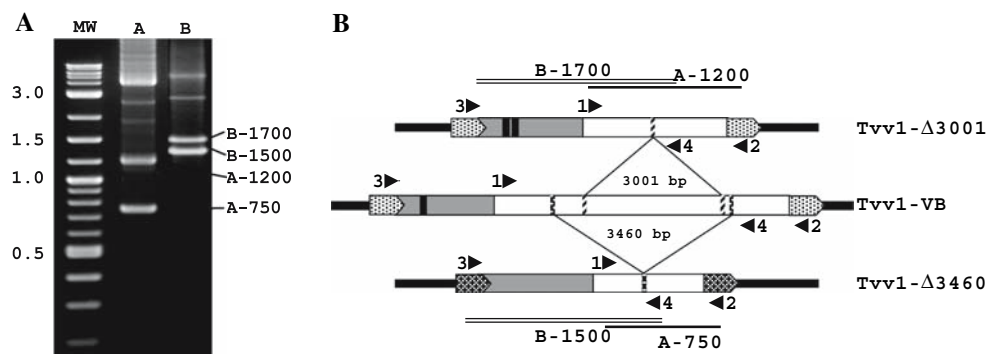 A
MW A B
3.0
1.5
1.0
0.5
B-1700
B-1500
A-1200
A-750
B
B-1700
A-1200
3 1
4 2
Tvv1-Δ3001
3001 bp
3 1
4 2
Tvv1-VB
3460 bp
3 1
4 2
Tvv1-Δ3460
B-1500
A-750